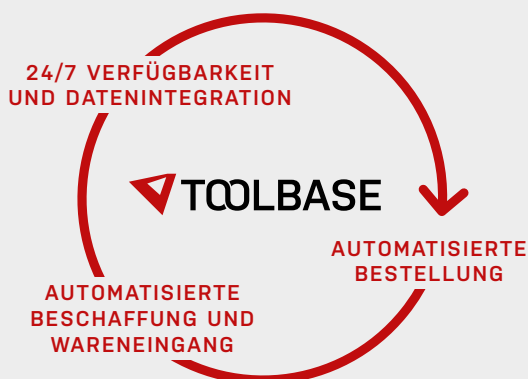 24/7 VERFÜGBARKEIT
UND DATENINTEGRATION
TOOLBASE
AUTOMATISIERTE
BESTELLUNG
AUTOMATISIERTE
BESCHAFFUNG UND
WARENEINGANG